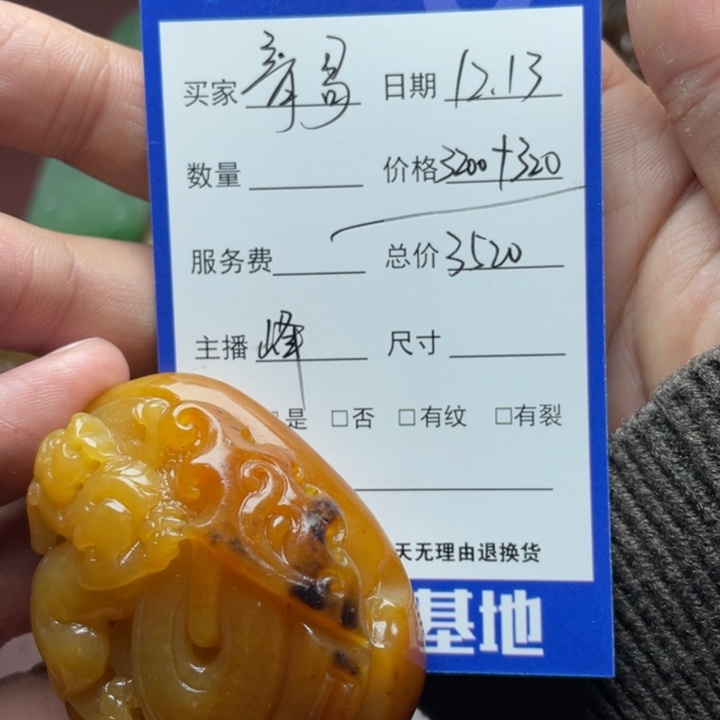 买家 日期 12.13
数量 价格 3200+320
服务费 总价 3520
主播 峰 尺寸
是 □否 □有纹 □有裂
天无理由退换货
基地